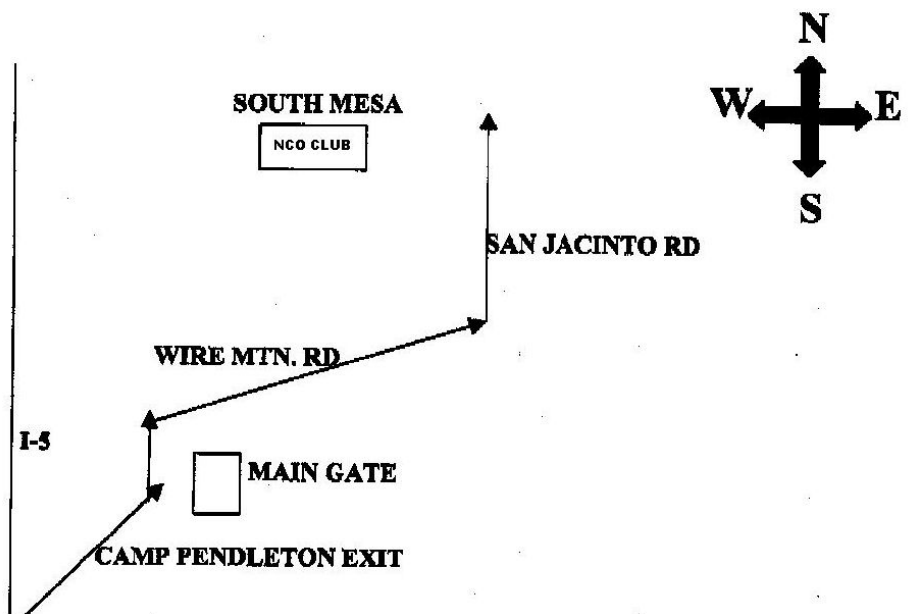 N
SOUTH MESA
W E
NCO CLUB
S
SAN JACINTO RD
WIRE MTN. RD
I-5
MAIN GATE
CAMP PENDLETON EXIT